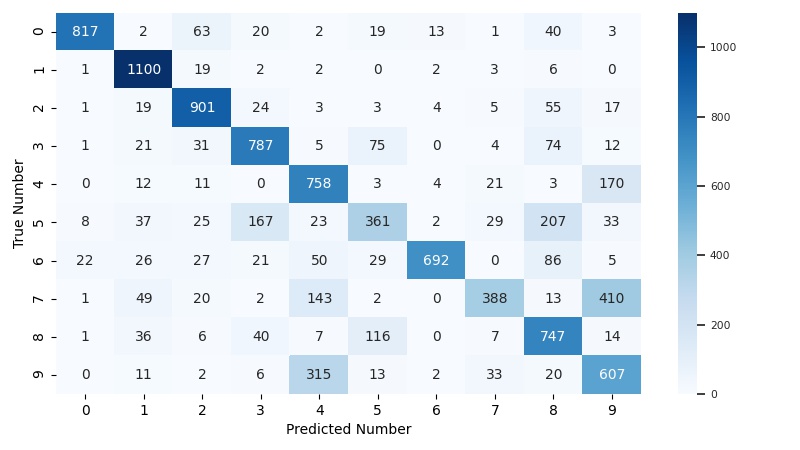 0 817 2 63 20 2 19 13 1 40 3
1 1 1100 19 2 2 0 2 3 6 0
2 1 19 901 24 3 3 4 5 55 17
3 1 21 31 787 5 75 0 4 74 12
4 0 12 11 0 758 3 4 21 3 170
5 8 37 25 167 23 361 2 29 207 33
6 22 26 27 21 50 29 692 0 86 5
7 1 49 20 2 143 2 0 388 13 410
8 1 36 6 40 7 116 0 7 747 14
9 0 11 2 6 315 13 2 33 20 607
0 1 2 3 4 5 6 7 8 9
Predicted Number
True Number
1000
800
600
400
200
0